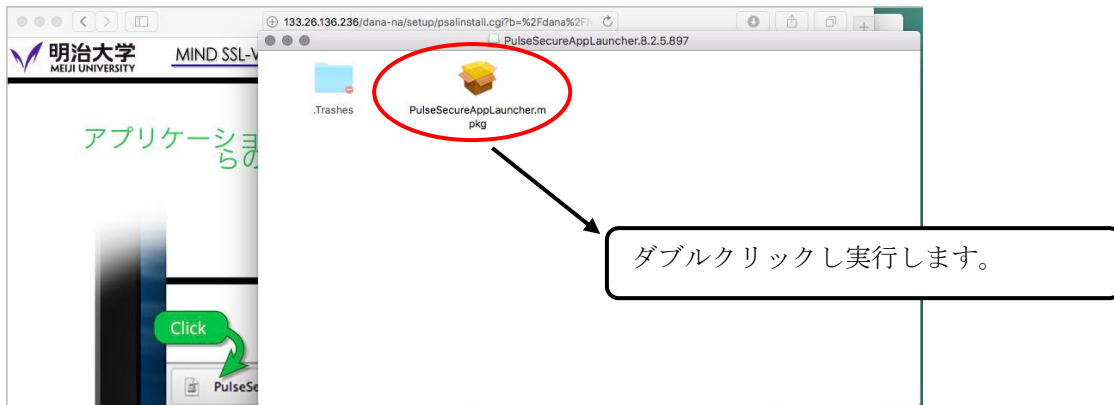 133.26.136.236/dana-na/setup/psalinstall.cgi?b=%2Fdana%2Fh
明治大学
MEIJI UNIVERSITY
MIND SSL-V
PulseSecureAppLauncher.8.2.5.897
.Trashes
PulseSecureAppLauncher.m
pkg
アプリケーショ
らの
ダブルクリックし実行します。
Click
PulseSe